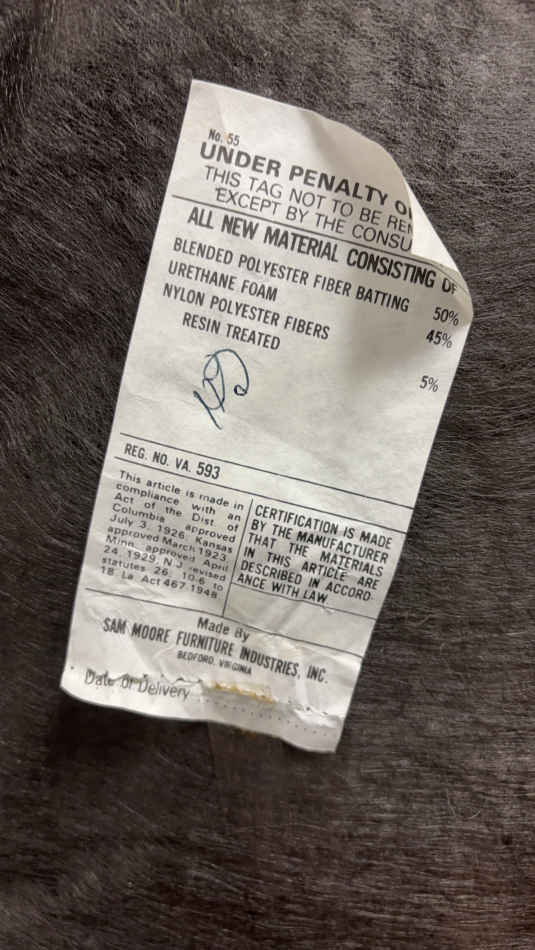 No. 55
UNDER PENALTY O
THIS TAG NOT TO BE REM
EXCEPT BY THE CONSU
ALL NEW MATERIAL CONSISTING OF
BLENDED POLYESTER FIBER BATTING 50%
URETHANE FOAM 45%
NYLON POLYESTER FIBERS
RESIN TREATED 5%
REG. NO. VA. 593
This article is made in
compliance with an
Act of the Dist of
Columbia approved
July 3, 1926, Kansas
approved March 1923,
Minn. approved April
24, 1929, N.J. revised
statutes 26, 10-6 to
18. La. Act 467-1948.
CERTIFICATION IS MADE
BY THE MANUFACTURER
THAT THE MATERIALS
IN THIS ARTICLE ARE
DESCRIBED IN ACCORD-
ANCE WITH LAW
Made By
SAM MOORE FURNITURE INDUSTRIES, INC.
BEDFORD, VIRGINIA
Date of Delivery